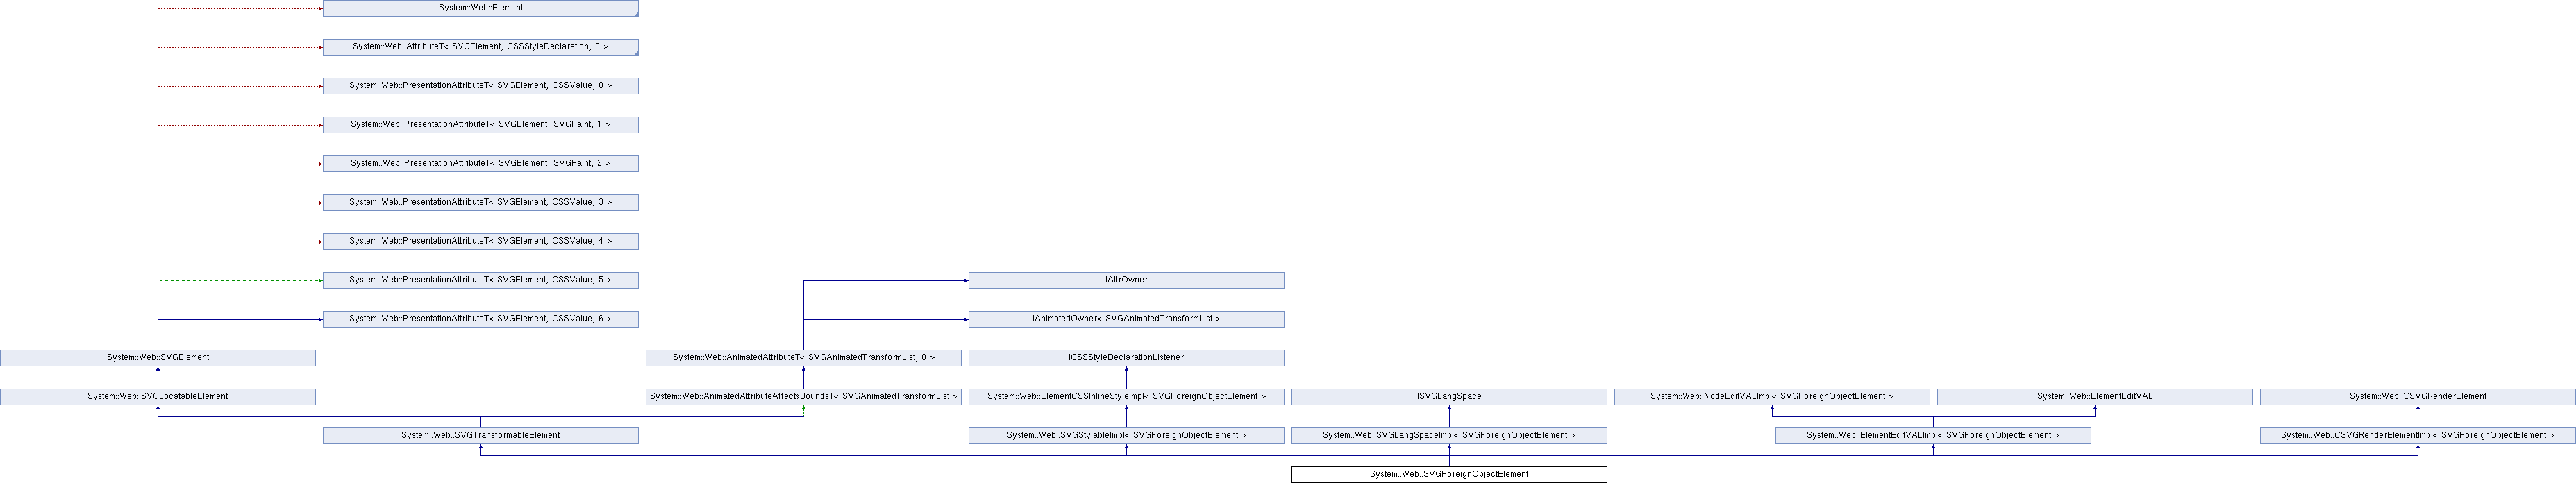 System::Web::Element
System::Web::AttributeT< SVGElement, CSSStyleDeclaration, 0 >
System::Web::PresentationAttributeT< SVGElement, CSSValue, 0 >
System::Web::PresentationAttributeT< SVGElement, SVGPaint, 1 >
System::Web::PresentationAttributeT< SVGElement, SVGPaint, 2 >
System::Web::PresentationAttributeT< SVGElement, CSSValue, 3 >
System::Web::PresentationAttributeT< SVGElement, CSSValue, 4 >
System::Web::PresentationAttributeT< SVGElement, CSSValue, 5 >
IAttrOwner
System::Web::PresentationAttributeT< SVGElement, CSSValue, 6 >
IAnimatedOwner< SVGAnimatedTransformList >
System::Web::SVGElement
System::Web::AnimatedAttributeT< SVGAnimatedTransformList, 0 >
ICSSStyleDeclarationListener
System::Web::SVGLocatableElement
System::Web::AnimatedAttributeAffectsBoundsT< SVGAnimatedTransformList >
System::Web::ElementCSSInlineStyleImpl< SVGForeignObjectElement >
ISVGLangSpace
System::Web::NodeEditVALImpl< SVGForeignObjectElement >
System::Web::ElementEditVAL
System::Web::CSVGRenderElement
System::Web::SVGTransformableElement
System::Web::SVGStylableImpl< SVGForeignObjectElement >
System::Web::SVGLangSpaceImpl< SVGForeignObjectElement >
System::Web::ElementEditVALImpl< SVGForeignObjectElement >
System::Web::CSVGRenderElementImpl< SVGForeignObjectElement >
System::Web::SVGForeignObjectElement